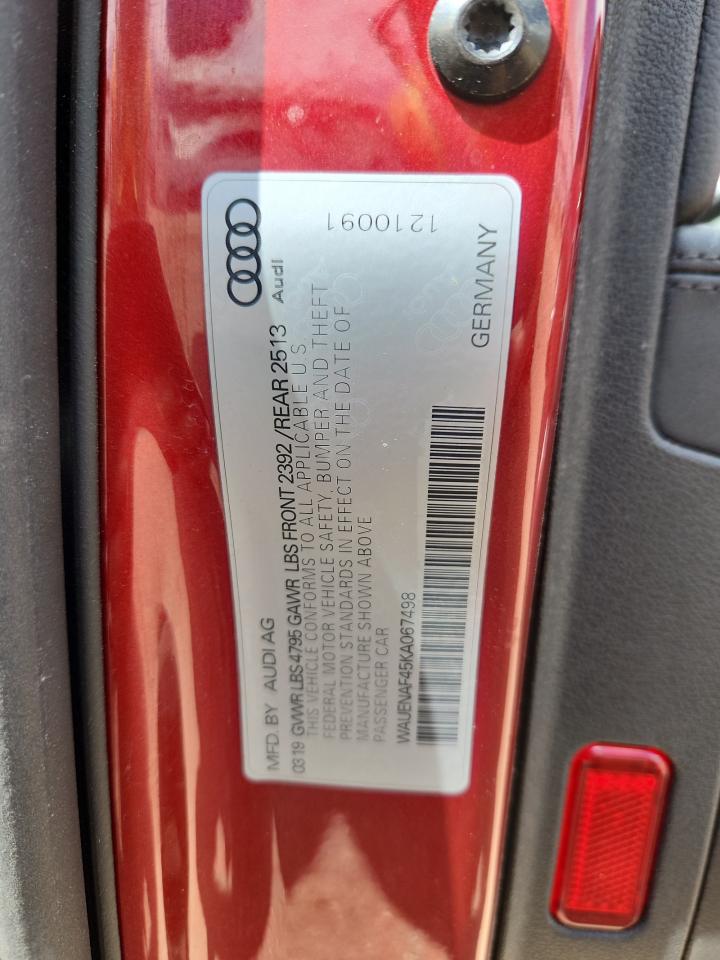 MFD. BY AUDI AG
0319 GVWR LBS 4795 GAWR LBS FRONT 2392/REAR 2513
THIS VEHICLE CONFORMS TO ALL APPLICABLE U.S
FEDERAL MOTOR VEHICLE SAFETY, BUMPER AND THEFT
PREVENTION STANDARDS IN EFFECT ON THE DATE OF
MANUFACTURE SHOWN ABOVE
PASSENGER CAR
WAUENAF45KA067498
Audi
1210091
GERMANY